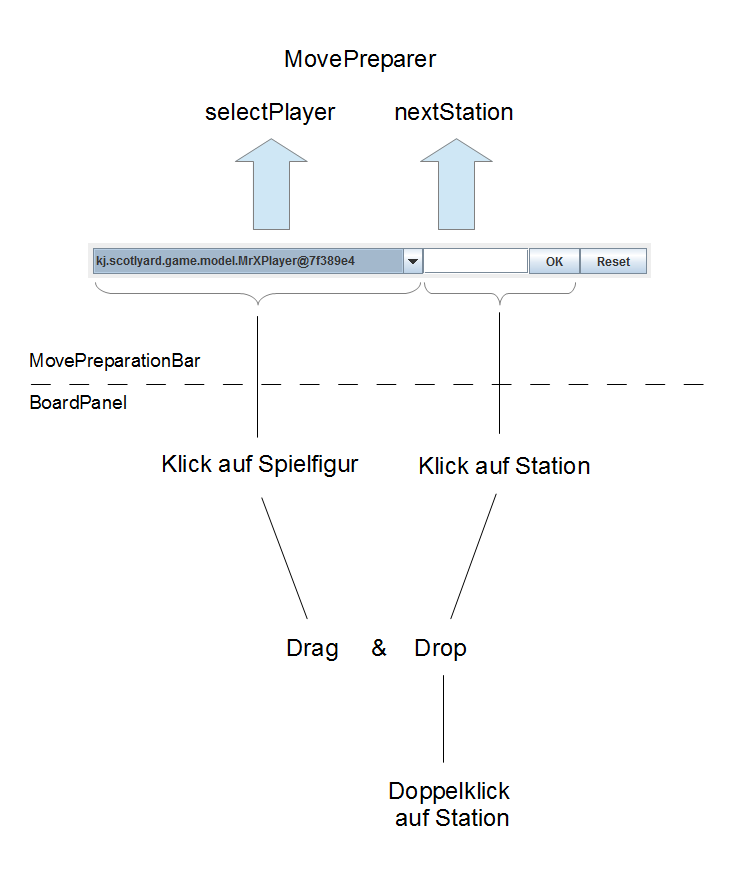 MovePreparer
selectPlayer nextStation
kj.scotlyard.game.model.MrXPlayer@7f389e4 OK Reset
MovePreparationBar
BoardPanel
Klick auf Spielfigur Klick auf Station
Drag & Drop
Doppelklick
auf Station